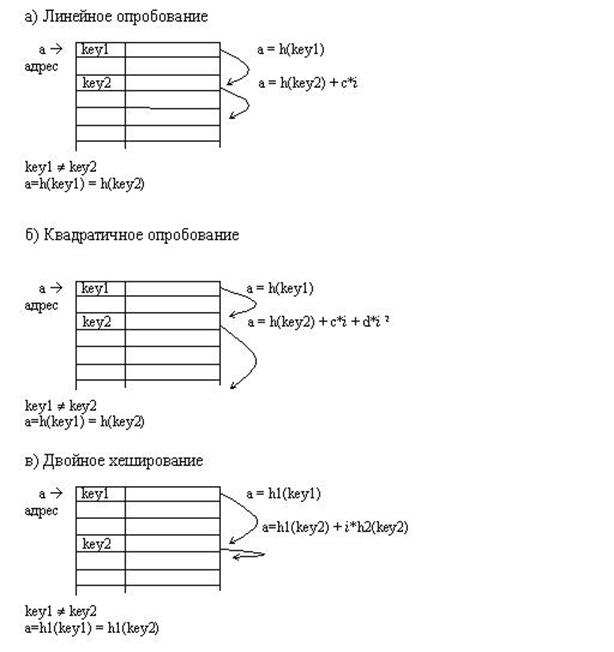 а) Линейное опробование
a → key1 a = h(key1)
адрес
key2 a = h(key2) + c*i
key1 ≠ key2
a=h(key1) = h(key2)
б) Квадратичное опробование
a → key1 a = h(key1)
адрес
key2 a = h(key2) + c*i + d*i ²
key1 ≠ key2
a=h(key1) = h(key2)
в) Двойное хеширование
a → key1 a = h1(key1)
адрес
a=h1(key2) + i*h2(key2)
key2
key1 ≠ key2
a=h1(key1) = h1(key2)